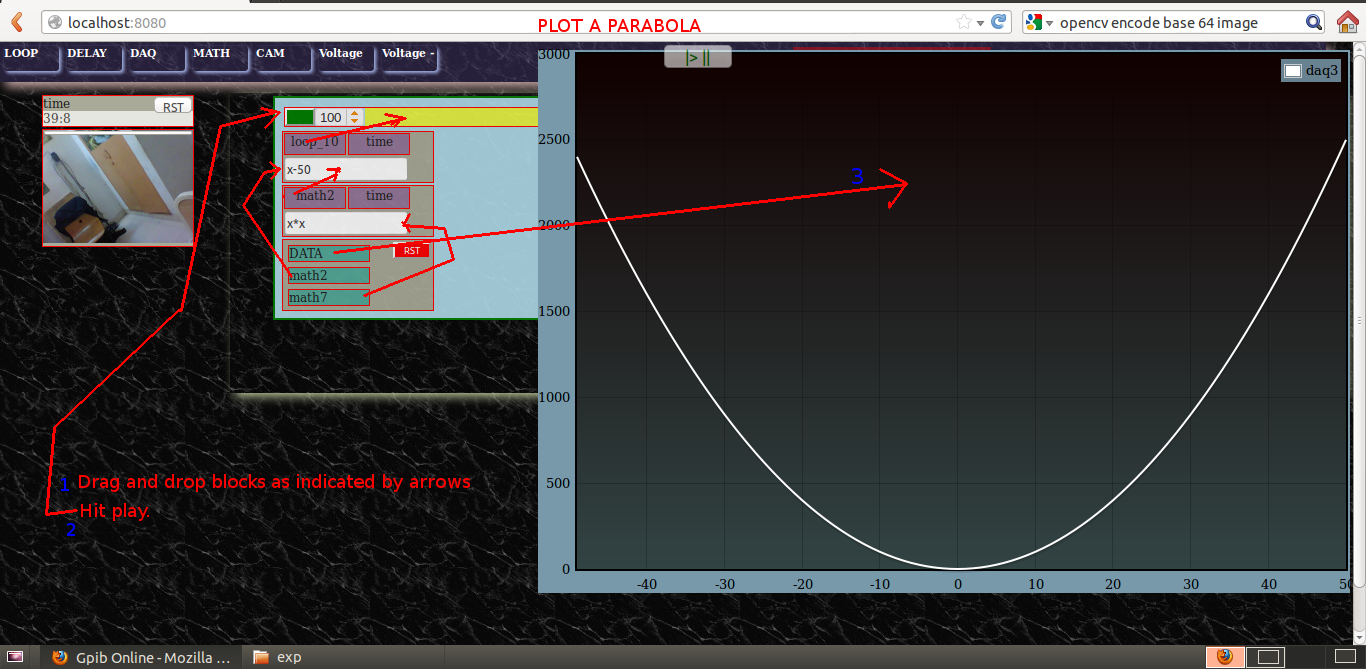 localhost:8080
opencv encode base 64 image
PLOT A PARABOLA
LOOP DELAY DAQ MATH CAM Voltage Voltage -
|> ||
time
RST
39:8
100
loop_10 time
x-50
math2 time
x*x
DATA
RST
math2
math7
daq3
3
3000
2500
2000
1500
1000
500
0
-40 -30 -20 -10 0 10 20 30 40 50
1 Drag and drop blocks as indicated by arrows
Hit play.
2
Gpib Online - Mozilla ...
exp